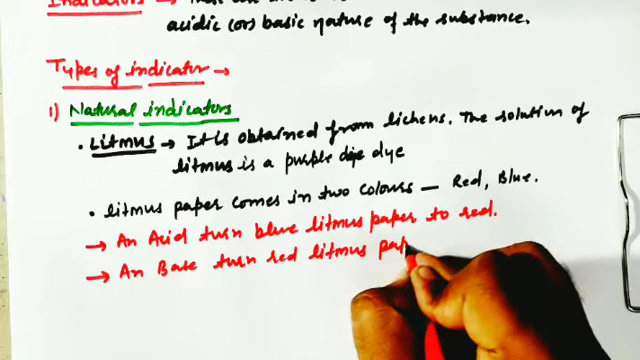 Indicators →
acidic (or) basic nature of the substance.
Types of indicator →
1) Natural indicators
• Litmus → It is obtained from lichens. The solution of
litmus is a purple dye
• litmus paper comes in two colours — Red, Blue.
→ An Acid turn blue litmus paper to red.
→ An Base turn red litmus pap